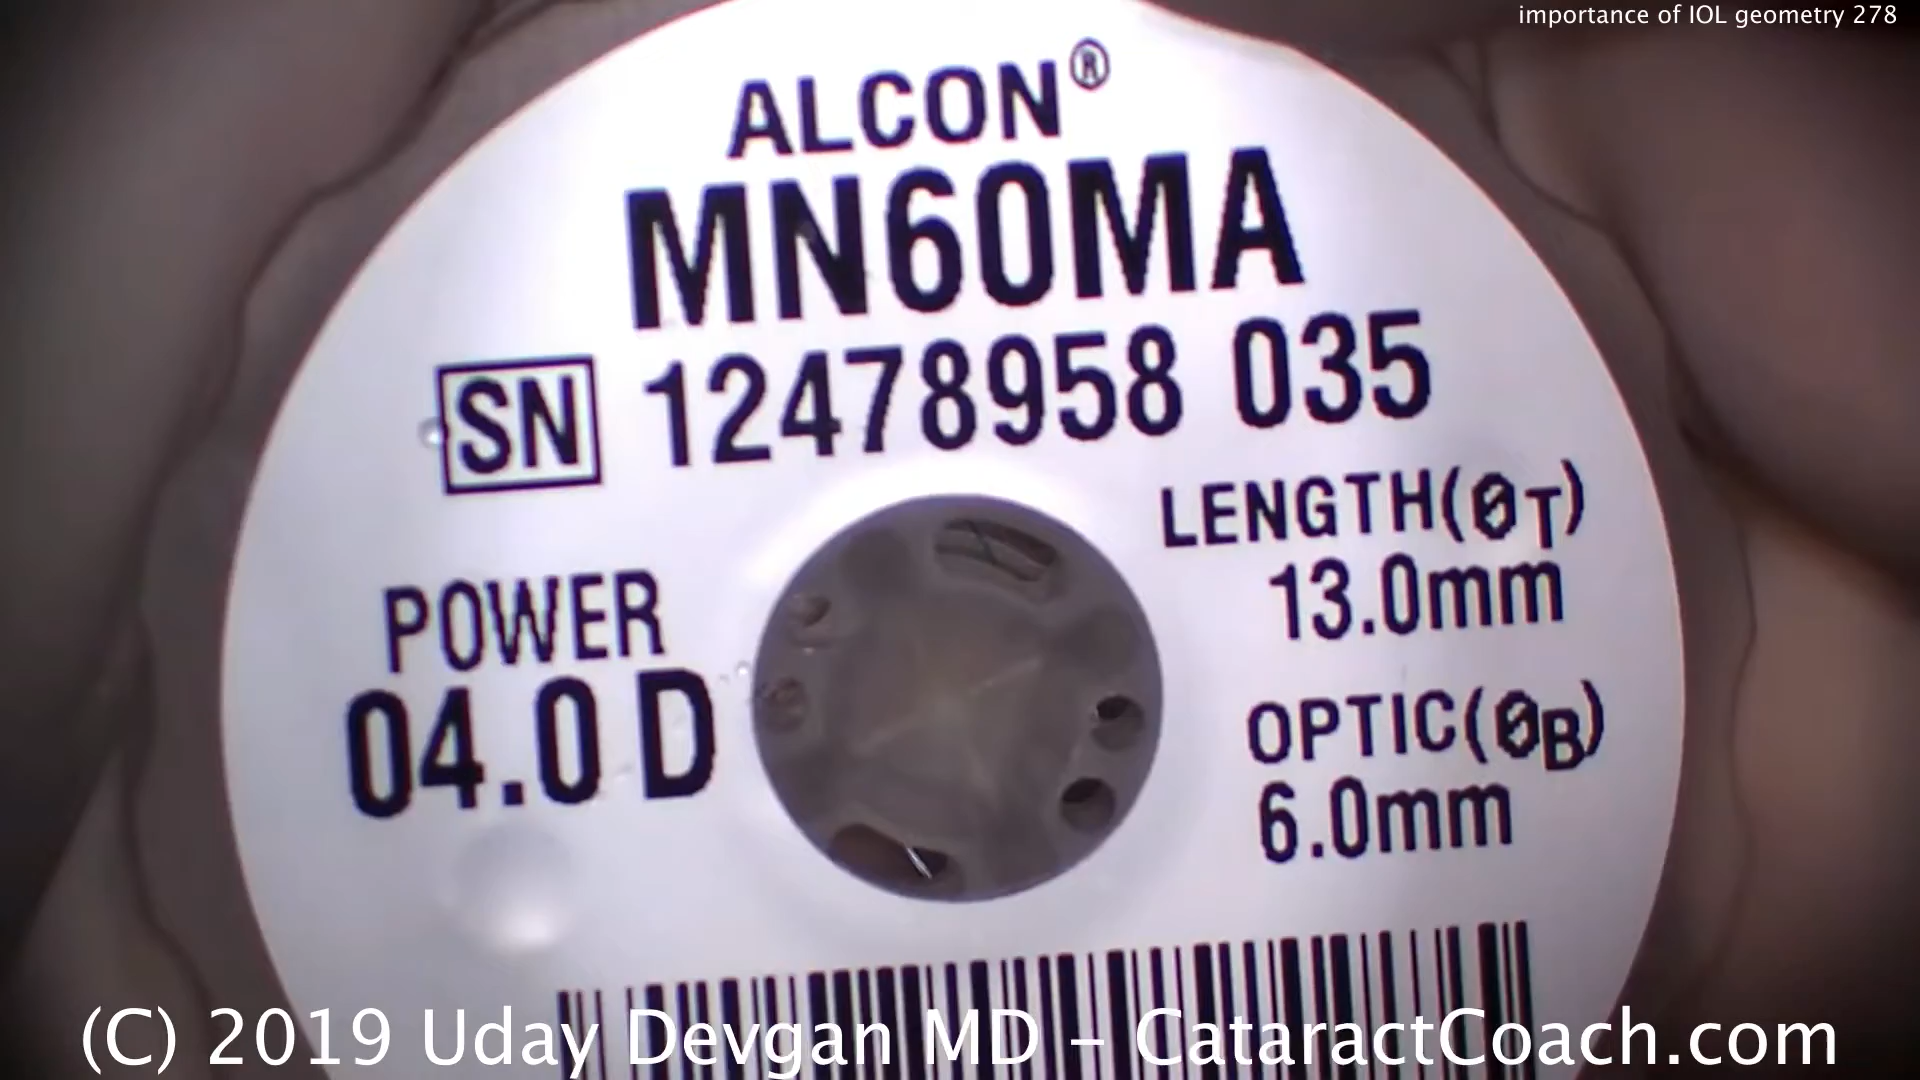 importance of IOL geometry 278
ALCON®
MN60MA
SN 12478958 035
LENGTH(ØT)
13.0mm
POWER
04.0 D
OPTIC(ØB)
6.0mm
(C) 2019 Uday Devgan MD – CataractCoach.com